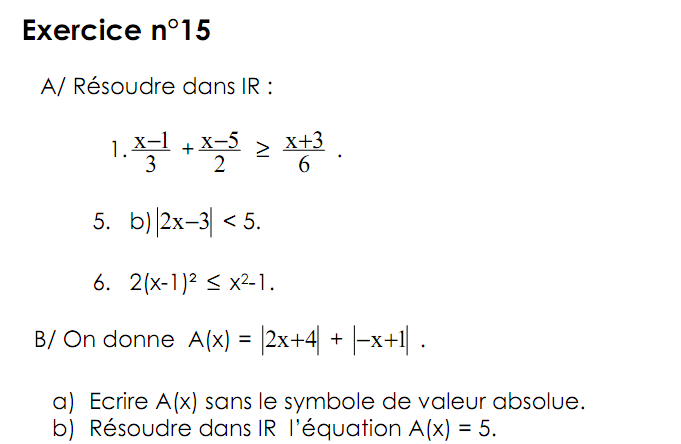 Exercice n°15
A/ Résoudre dans IR :
1. x–1/3 + x–5/2 ≥ x+3/6 .
5. b) |2x–3| < 5.
6. 2(x-1)² ≤ x²-1.
B/ On donne A(x) = |2x+4| + |–x+1| .
a) Ecrire A(x) sans le symbole de valeur absolue.
b) Résoudre dans IR l’équation A(x) = 5.